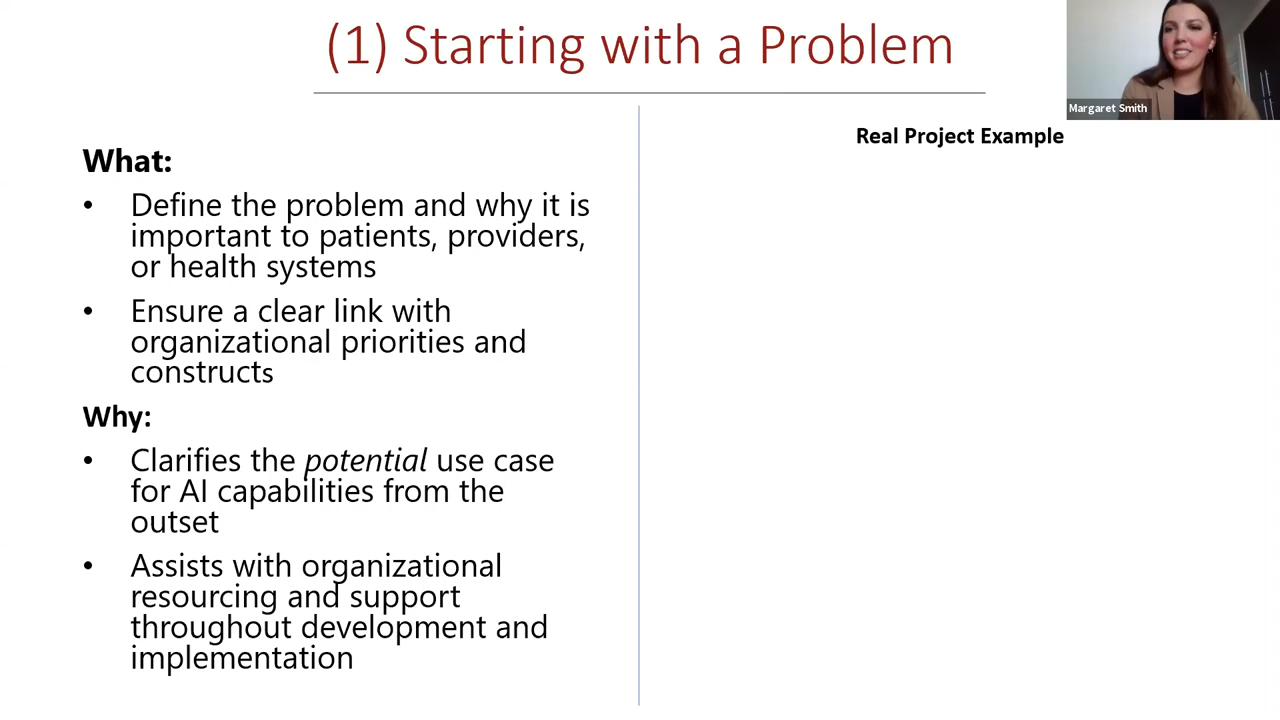 (1) Starting with a Problem
Margaret Smith
What:
• Define the problem and why it is
important to patients, providers,
or health systems
• Ensure a clear link with
organizational priorities and
constructs
Why:
• Clarifies the potential use case
for AI capabilities from the
outset
• Assists with organizational
resourcing and support
throughout development and
implementation
Real Project Example